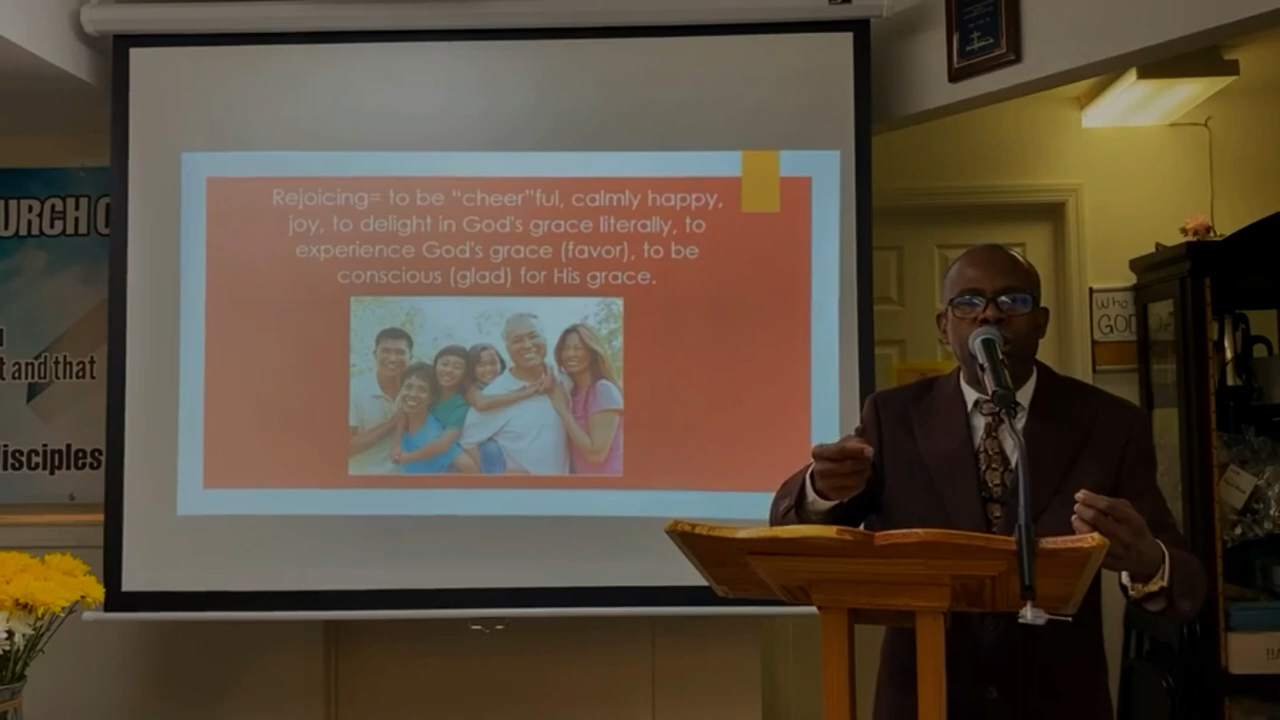 URCH
t and that
isciples
Rejoicing= to be “cheer”ful, calmly happy,
joy, to delight in God's grace literally, to
experience God's grace (favor), to be
conscious (glad) for His grace.
Who
GOD